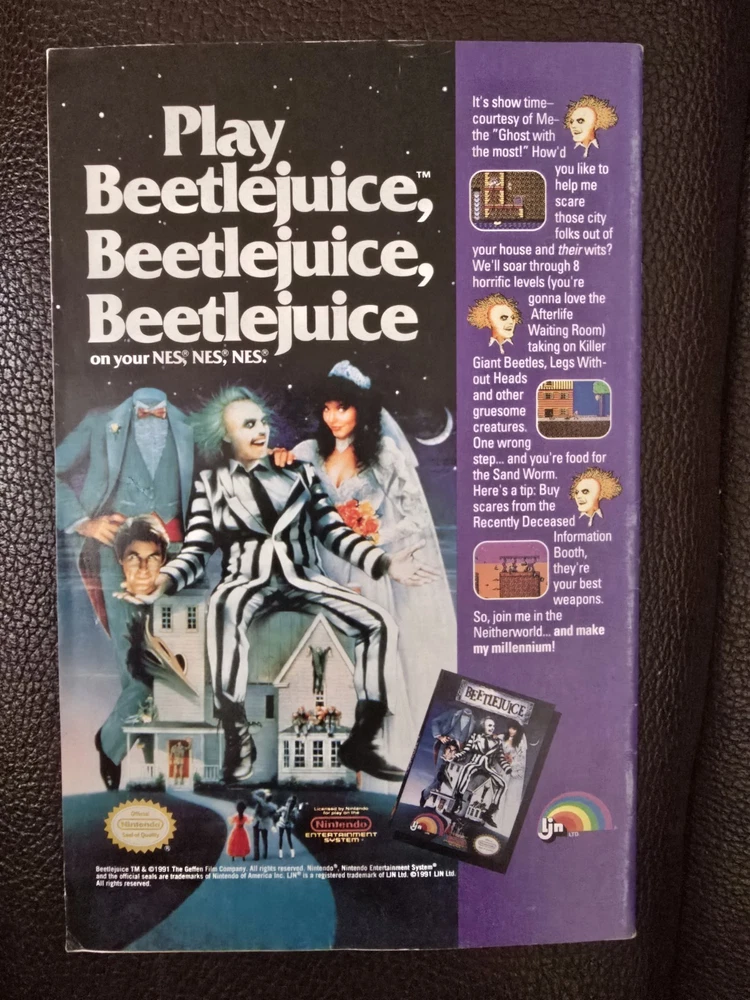 Play
Beetlejuice,™
Beetlejuice,
Beetlejuice
on your NES,® NES,® NES.®
It's show time–
courtesy of Me-
the "Ghost with
the most!" How'd
you like to
help me
scare
those city
folks out of
your house and their wits?
We'll soar through 8
horrific levels (you're
gonna love the
Afterlife
Waiting Room)
taking on Killer
Giant Beetles, Legs With-
out Heads
and other
gruesome
creatures.
One wrong
step... and you're food for
the Sand Worm.
Here's a tip: Buy
scares from the
Recently Deceased
Information
Booth,
they're
your best
weapons.
So, join me in the
Neitherworld... and make
my millennium!
BEETLEJUICE
ljn
ljn
LTD
Official
Nintendo
Seal of Quality
®
Licensed by Nintendo
for play on the
Nintendo
ENTERTAINMENT
SYSTEM
Beetlejuice TM & ©1991 The Geffen Film Company. All rights reserved. Nintendo®, Nintendo Entertainment System®
and the official seals are trademarks of Nintendo of America Inc. LJN® is a registered trademark of LJN Ltd. ©1991 LJN Ltd.
All rights reserved.